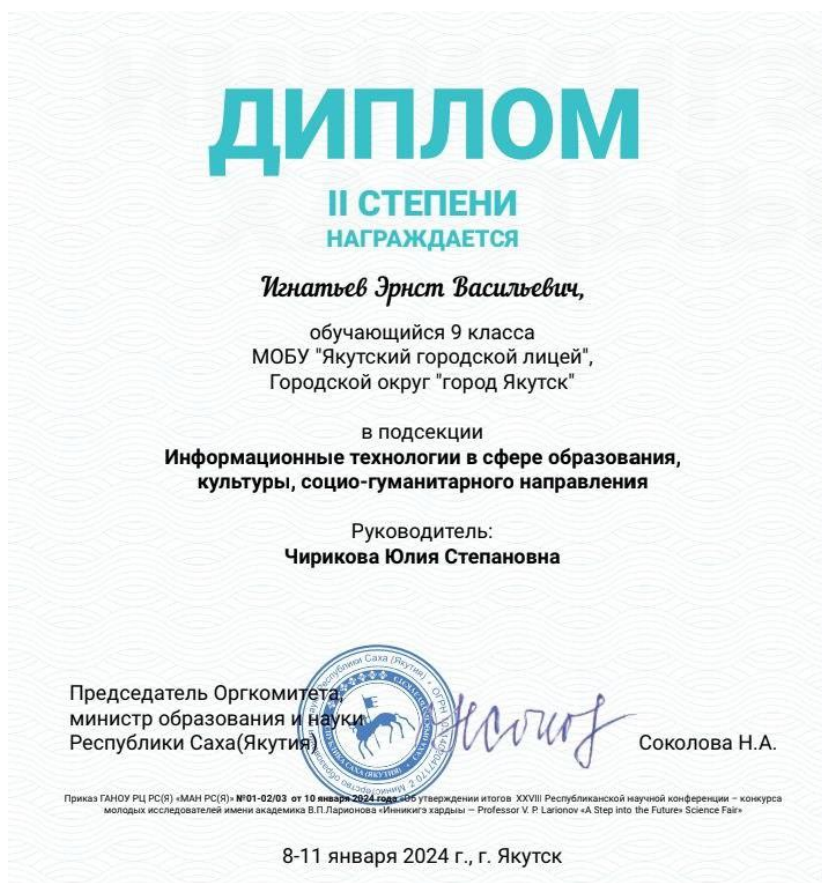 ДИПЛОМ
II СТЕПЕНИ
НАГРАЖДАЕТСЯ
Игнатьев Эрнст Васильевич,
обучающийся 9 класса
МОБУ "Якутский городской лицей",
Городской округ "город Якутск"
в подсекции
Информационные технологии в сфере образования,
культуры, социо-гуманитарного направления
Руководитель:
Чирикова Юлия Степановна
Председатель Оргкомитета,
министр образования и науки
Республики Саха(Якутия)
Соколова Н.А.
Приказ ГАНОУ РЦ РС(Я) «МАН РС(Я)» №01-02/03 от 10 января 2024 года «Об утверждении итогов XXVIII Республиканской научной конференции – конкурса
молодых исследователей имени академика В.П.Ларионова «Инникигэ хардыы — Professor V. P. Larionov «A Step into the Future» Science Fair»
8-11 января 2024 г., г. Якутск